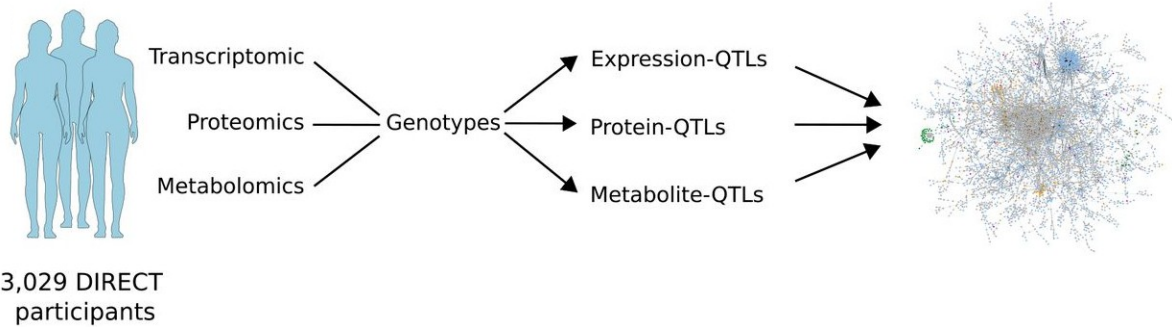 Transcriptomic
Proteomics
Metabolomics
Genotypes
Expression-QTLs
Protein-QTLs
Metabolite-QTLs
3,029 DIRECT
participants